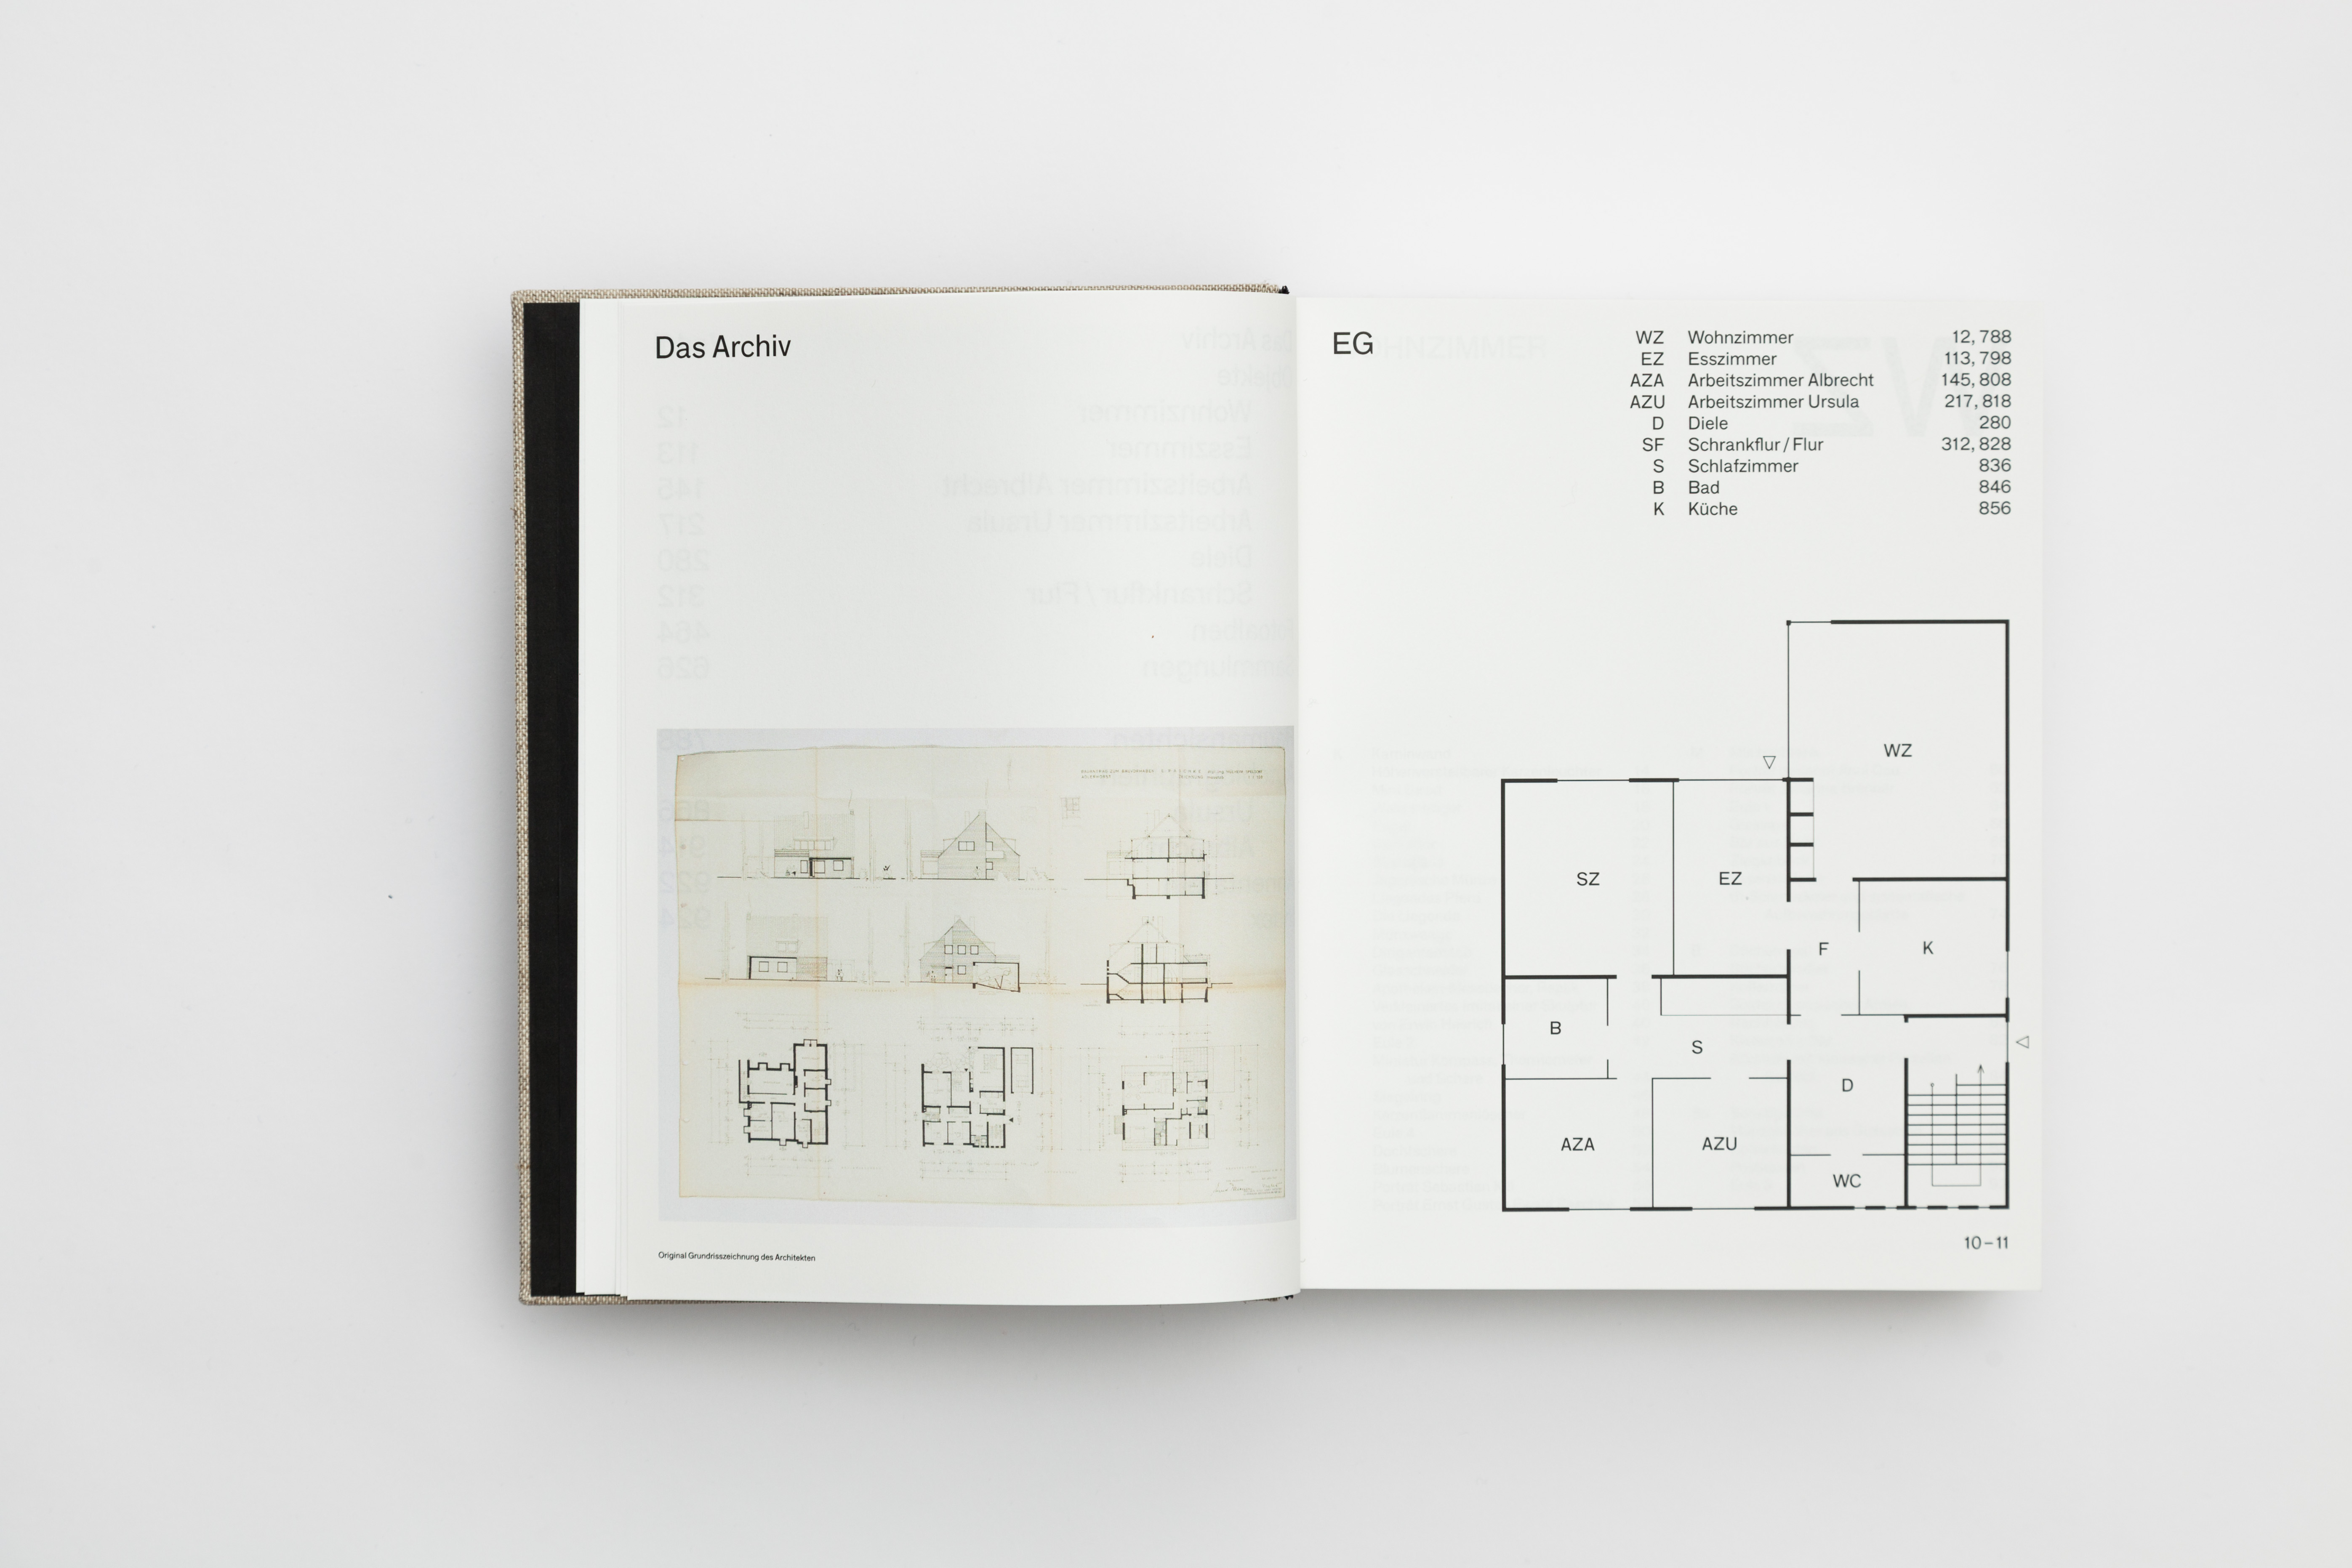 Das Archiv
Original Grundrisszeichnung des Architekten
EG
WZ Wohnzimmer 12, 788
EZ Esszimmer 113, 798
AZA Arbeitszimmer Albrecht 145, 808
AZU Arbeitszimmer Ursula 217, 818
D Diele 280
SF Schrankflur / Flur 312, 828
S Schlafzimmer 836
B Bad 846
K Küche 856
WZ
SZ
EZ
F
K
B
S
D
AZA
AZU
WC
10–11